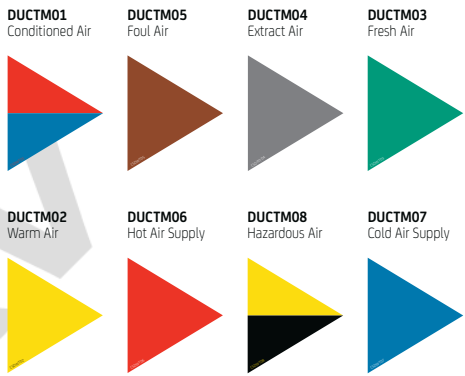 DUCTM01
Conditioned Air
DUCTM05
Foul Air
DUCTM04
Extract Air
DUCTM03
Fresh Air
DUCTM02
Warm Air
DUCTM06
Hot Air Supply
DUCTM08
Hazardous Air
DUCTM07
Cold Air Supply